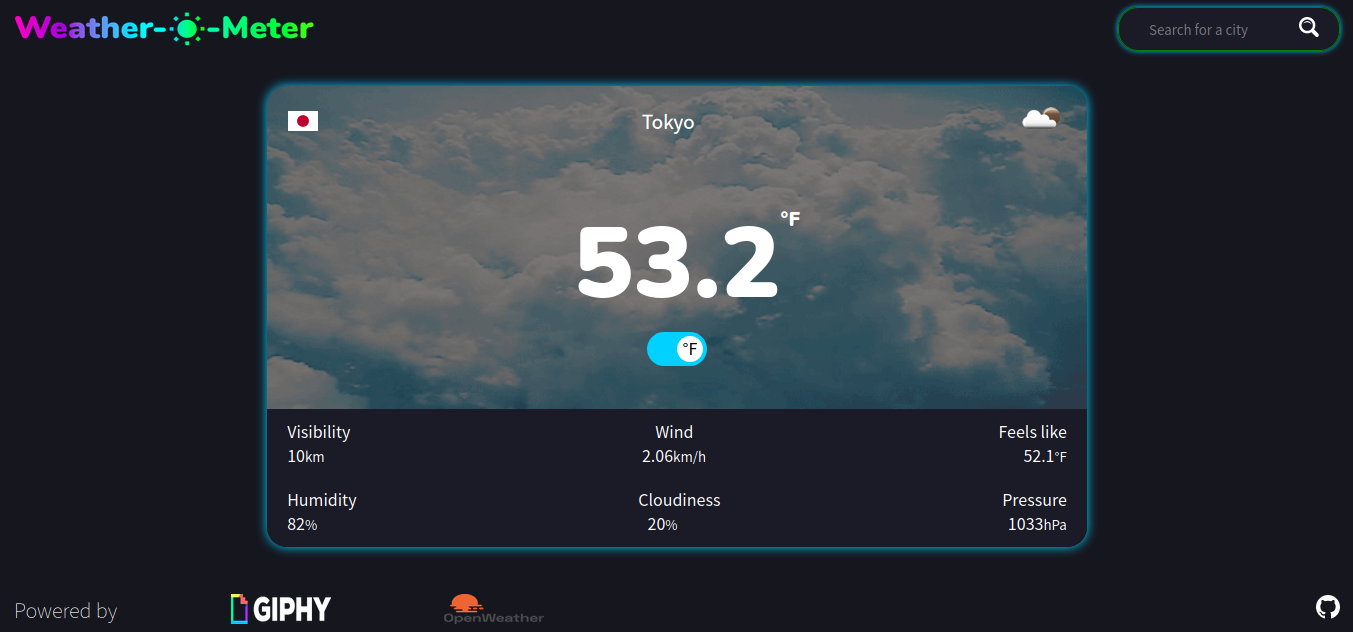 Weather-☀-Meter
Search for a city
Tokyo
53.2°F
°F
Visibility Wind Feels like
10km 2.06km/h 52.1°F
Humidity Cloudiness Pressure
82% 20% 1033hPa
Powered by GIPHY OpenWeather